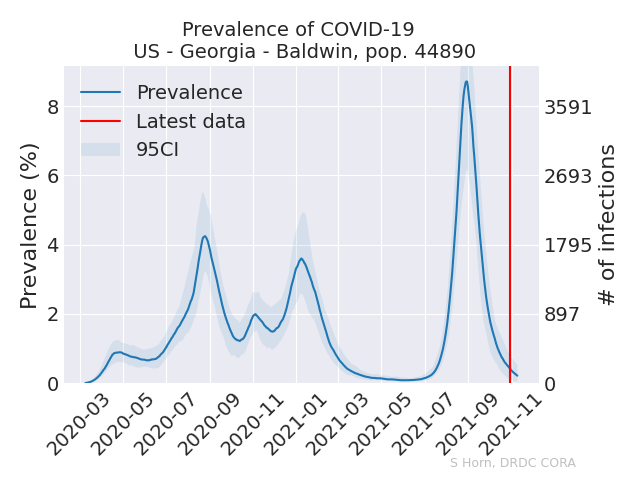 Prevalence of COVID-19
US - Georgia - Baldwin, pop. 44890
Prevalence
Latest data
95CI
Prevalence (%)
8
6
4
2
0
3591
2693
1795
897
0
# of infections
2020-03
2020-05
2020-07
2020-09
2020-11
2021-01
2021-03
2021-05
2021-07
2021-09
2021-11
S Horn, DRDC CORA